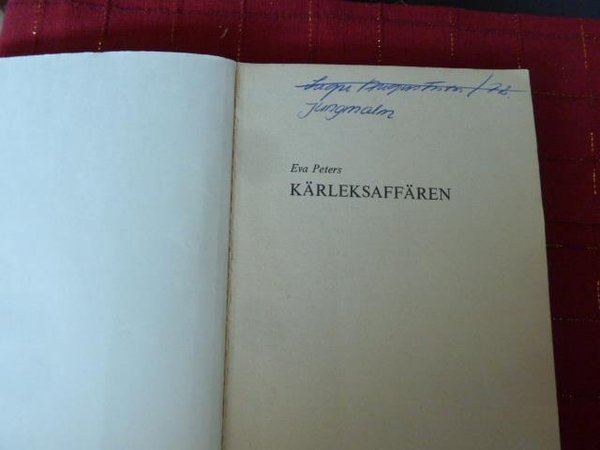 Jungmalm
Eva Peters
KÄRLEKSAFFÄREN